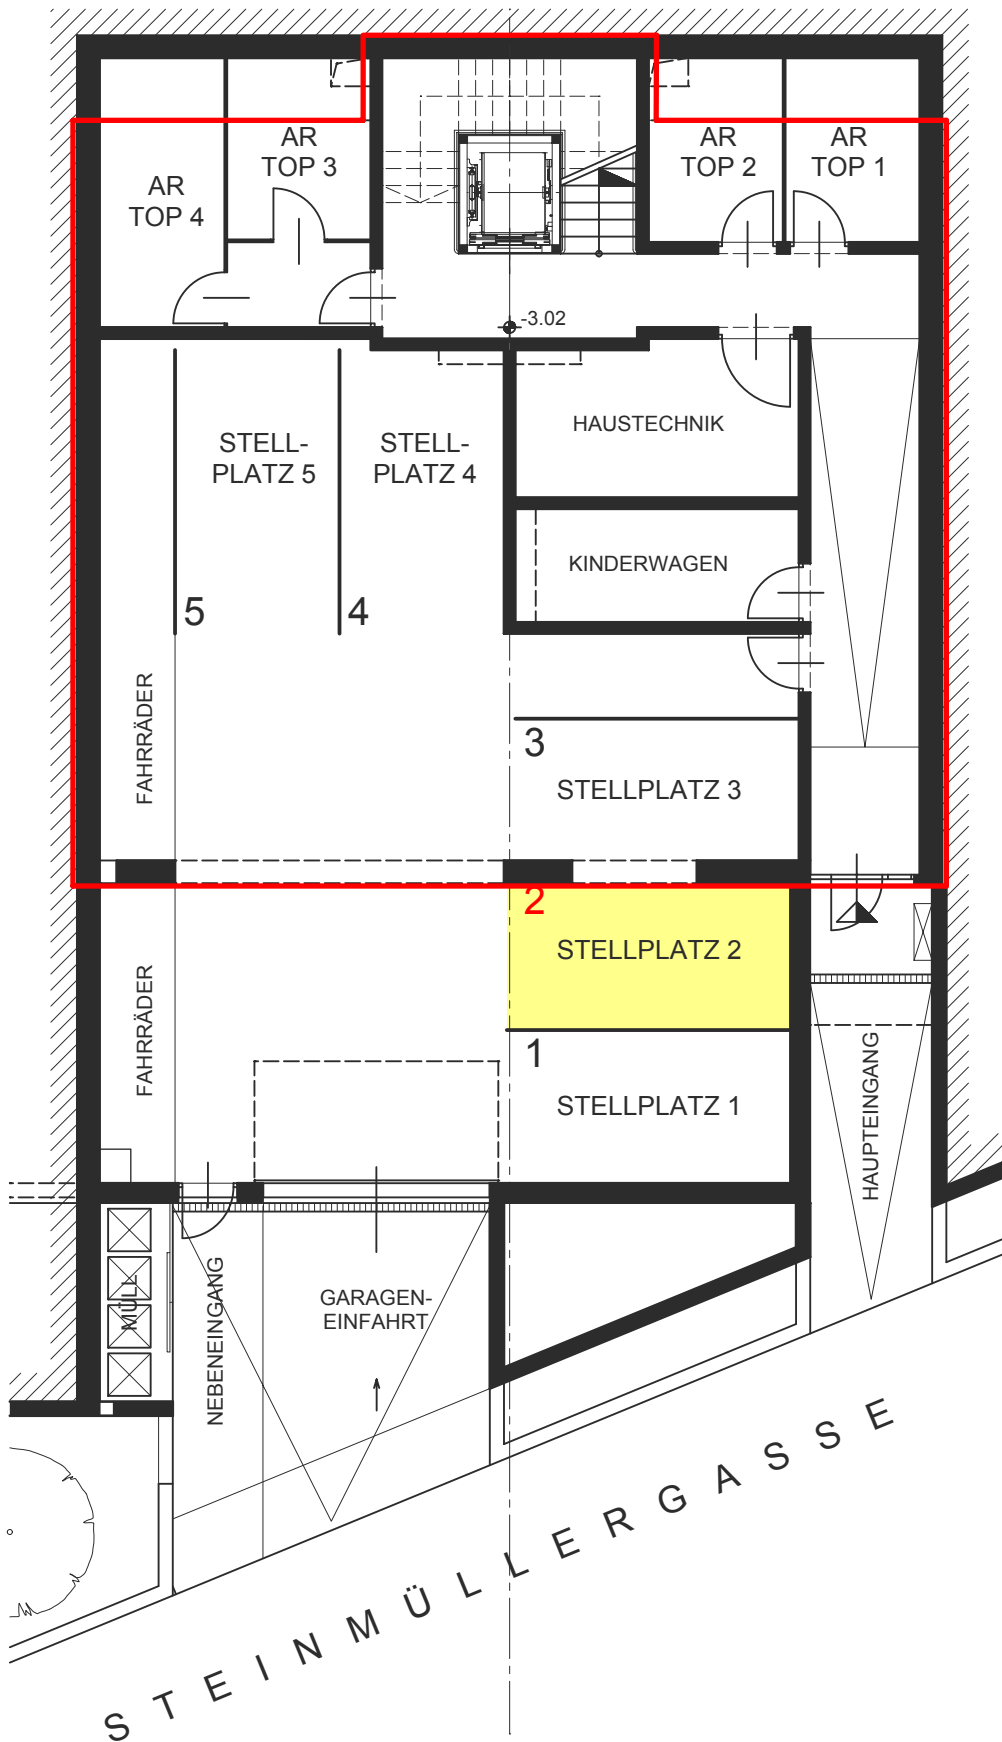 AR
TOP 4
AR
TOP 3
AR
TOP 2
AR
TOP 1
-3.02
HAUSTECHNIK
STELL-
PLATZ 5
STELL-
PLATZ 4
KINDERWAGEN
5
4
FAHRRÄDER
3
STELLPLATZ 3
2
STELLPLATZ 2
FAHRRÄDER
1
STELLPLATZ 1
HAUPTEINGANG
MÜLL
NEBENEINGANG
GARAGEN-
EINFAHRT
STEINMÜLLERGASSE